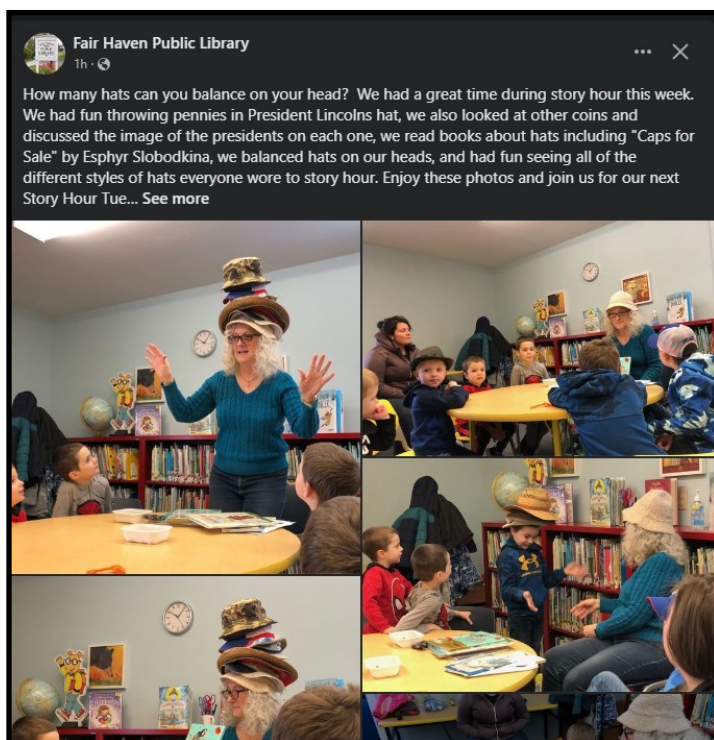 Fair Haven Public Library
1h ·
How many hats can you balance on your head? We had a great time during story hour this week.
We had fun throwing pennies in President Lincolns hat, we also looked at other coins and
discussed the image of the presidents on each one, we read books about hats including "Caps for
Sale" by Esphyr Slobodkina, we balanced hats on our heads, and had fun seeing all of the
different styles of hats everyone wore to story hour. Enjoy these photos and join us for our next
Story Hour Tue... See more